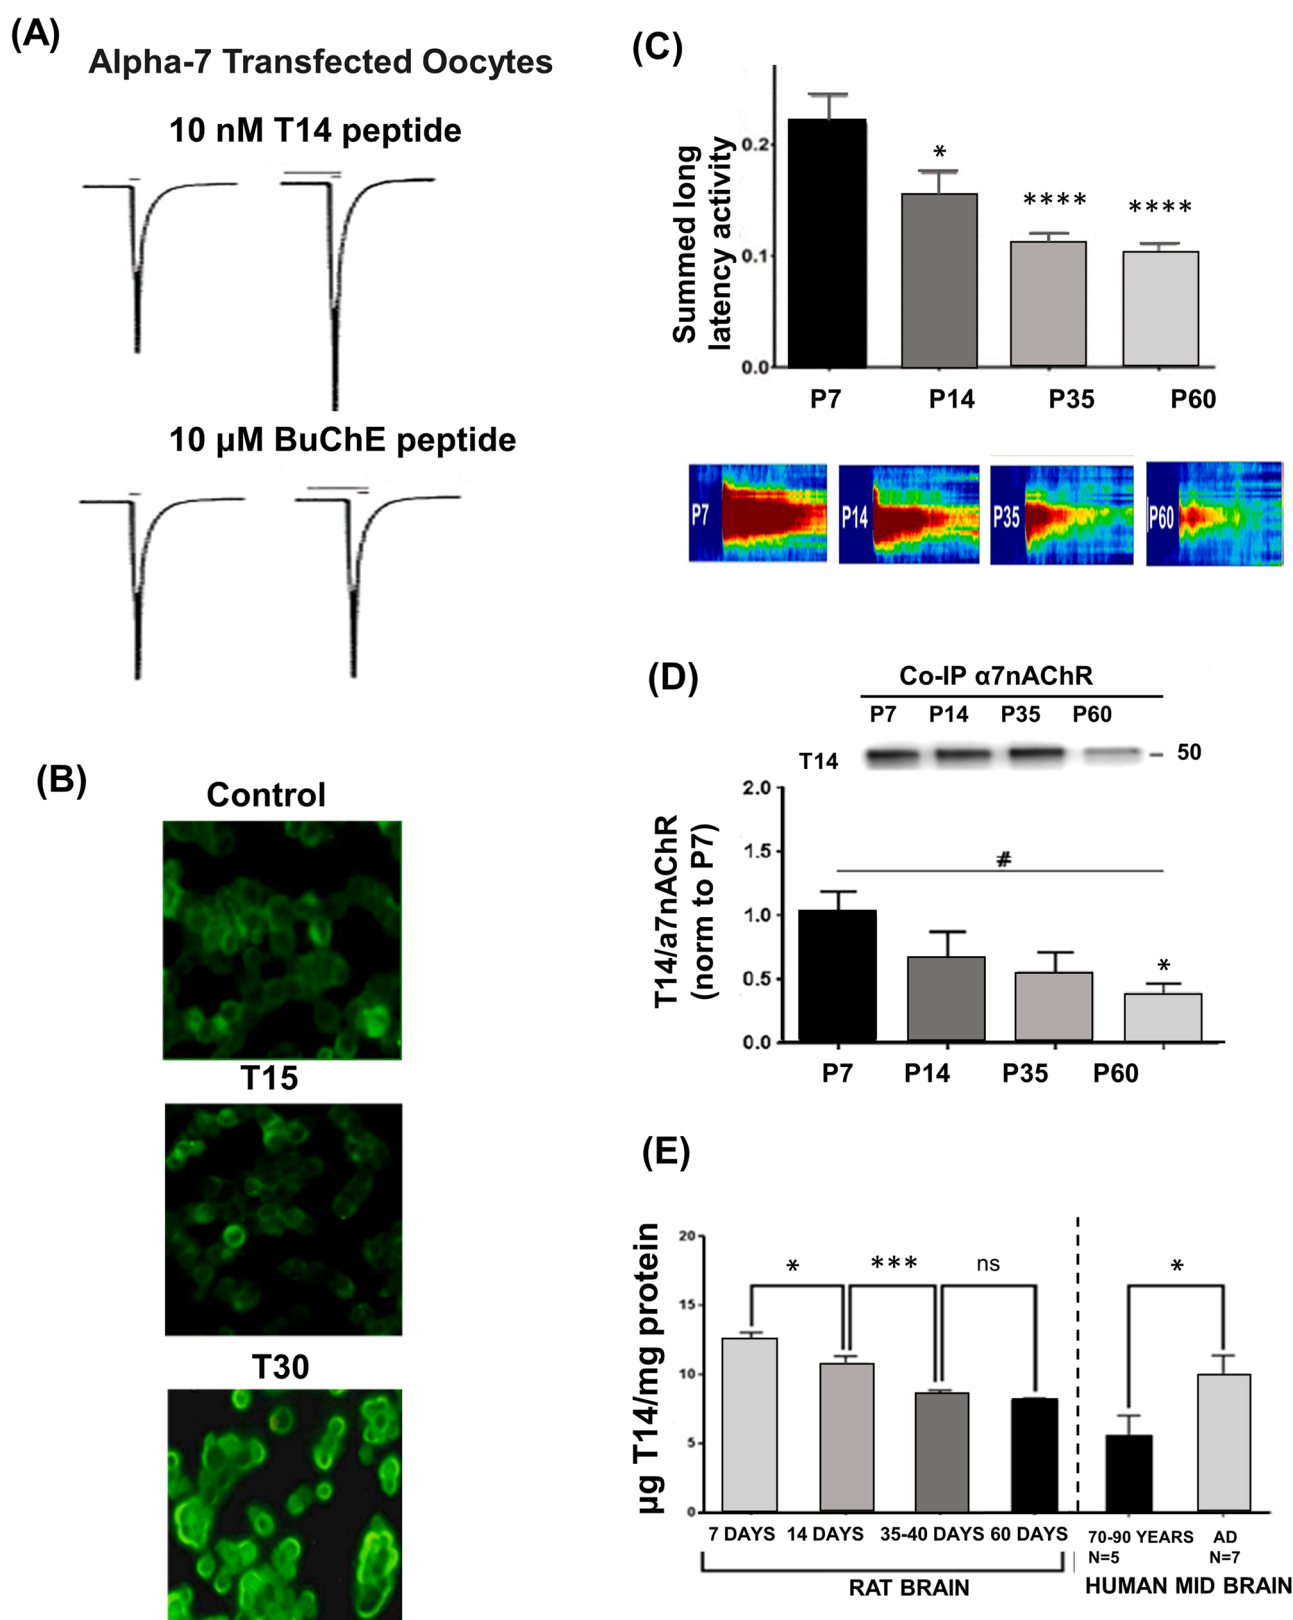 (A)
Alpha-7 Transfected Oocytes
10 nM T14 peptide
10 µM BuChE peptide
(B)
Control
T15
T30
(C)
Summed long
latency activity
0.2
0.1
0.0
*
****
****
P7 P14 P35 P60
P7 P14 P35 P60
(D)
Co-IP α7nAChR
P7 P14 P35 P60
T14
50
T14/a7nAChR
(norm to P7)
2.0
1.5
1.0
0.5
0.0
#
*
P7 P14 P35 P60
(E)
µg T14/mg protein
20
15
10
5
0
* *** ns *
7 DAYS 14 DAYS 35-40 DAYS 60 DAYS
70-90 YEARS AD
N=5 N=7
RAT BRAIN HUMAN MID BRAIN